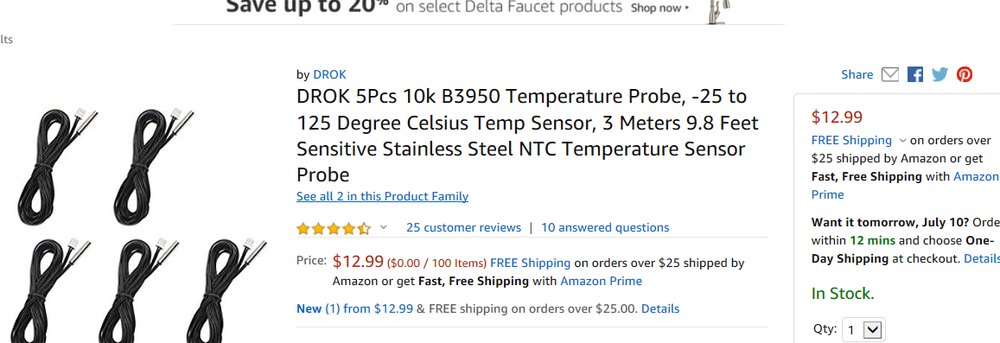 Save up to 20% on select Delta Faucet products Shop now ▸
lts
by DROK
DROK 5Pcs 10k B3950 Temperature Probe, -25 to
125 Degree Celsius Temp Sensor, 3 Meters 9.8 Feet
Sensitive Stainless Steel NTC Temperature Sensor
Probe
See all 2 in this Product Family
25 customer reviews | 10 answered questions
Price: $12.99 ($0.00 / 100 Items) FREE Shipping on orders over $25 shipped by
Amazon or get Fast, Free Shipping with Amazon Prime
New (1) from $12.99 & FREE shipping on orders over $25.00. Details
Share
$12.99
FREE Shipping on orders over
$25 shipped by Amazon or get
Fast, Free Shipping with Amazon
Prime
Want it tomorrow, July 10? Orde
within 12 mins and choose One-
Day Shipping at checkout. Details
In Stock.
Qty: 1